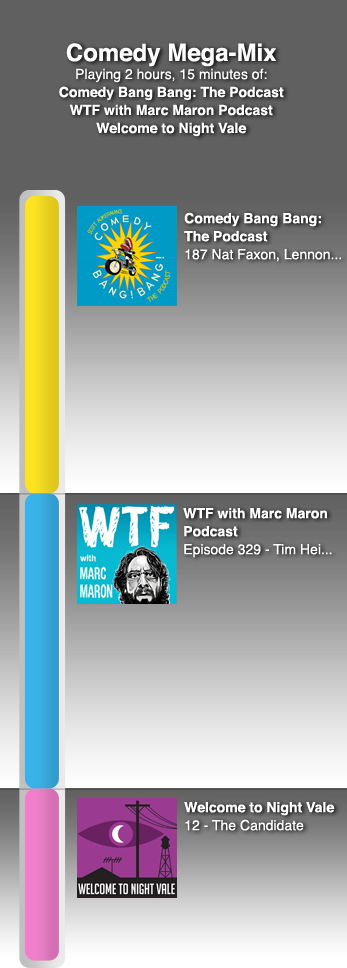 Comedy Mega-Mix
Playing 2 hours, 15 minutes of:
Comedy Bang Bang: The Podcast
WTF with Marc Maron Podcast
Welcome to Night Vale
SCOTT AUKERMAN'S
COMEDY
BANG! BANG!
THE PODCAST
Comedy Bang Bang:
The Podcast
187 Nat Faxon, Lennon...
WTF
with
MARC
MARON
WTF with Marc Maron
Podcast
Episode 329 - Tim Hei...
WELCOME TO NIGHT VALE
Welcome to Night Vale
12 - The Candidate